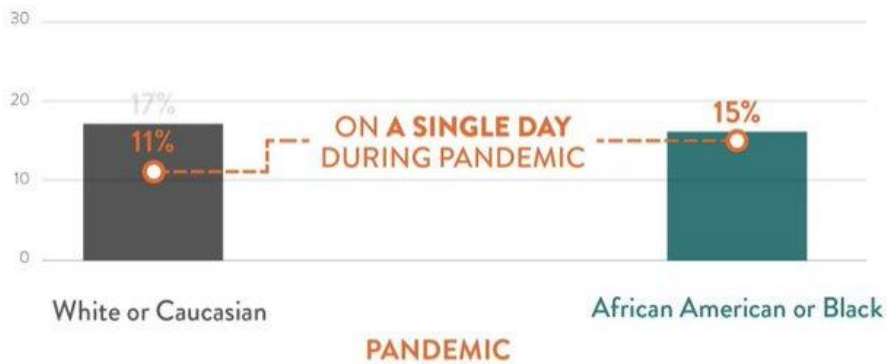 30
20
17%
11%
ON A SINGLE DAY
DURING PANDEMIC
15%
10
0
White or Caucasian
African American or Black
PANDEMIC